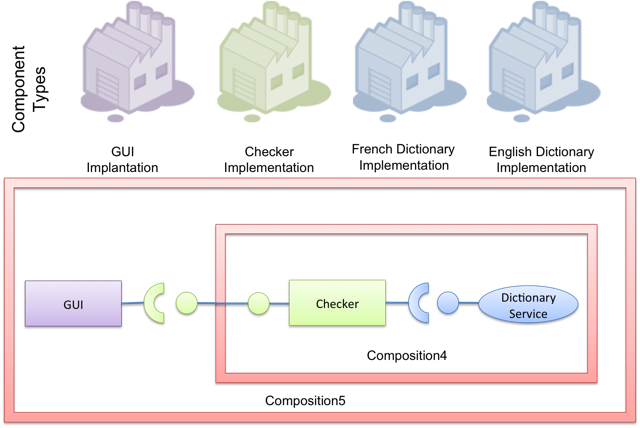 Component
Types
GUI
Implantation
Checker
Implementation
French Dictionary
Implementation
English Dictionary
Implementation
GUI
Checker
Dictionary
Service
Composition4
Composition5